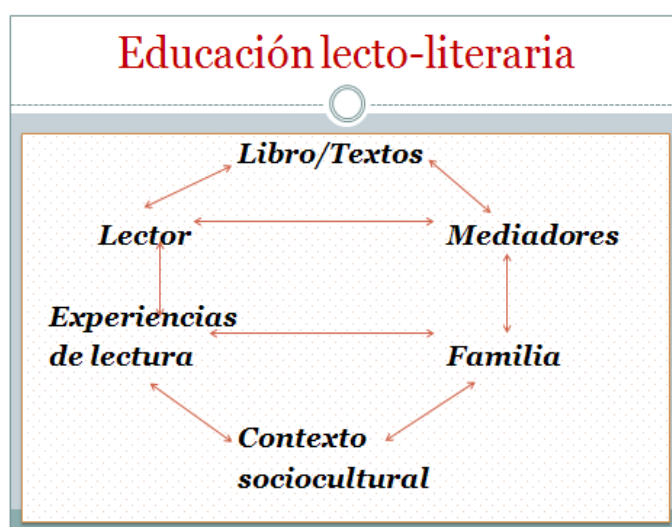 Educación lecto-literaria
Libro/Textos
Lector
Mediadores
Experiencias
de lectura
Familia
Contexto
sociocultural